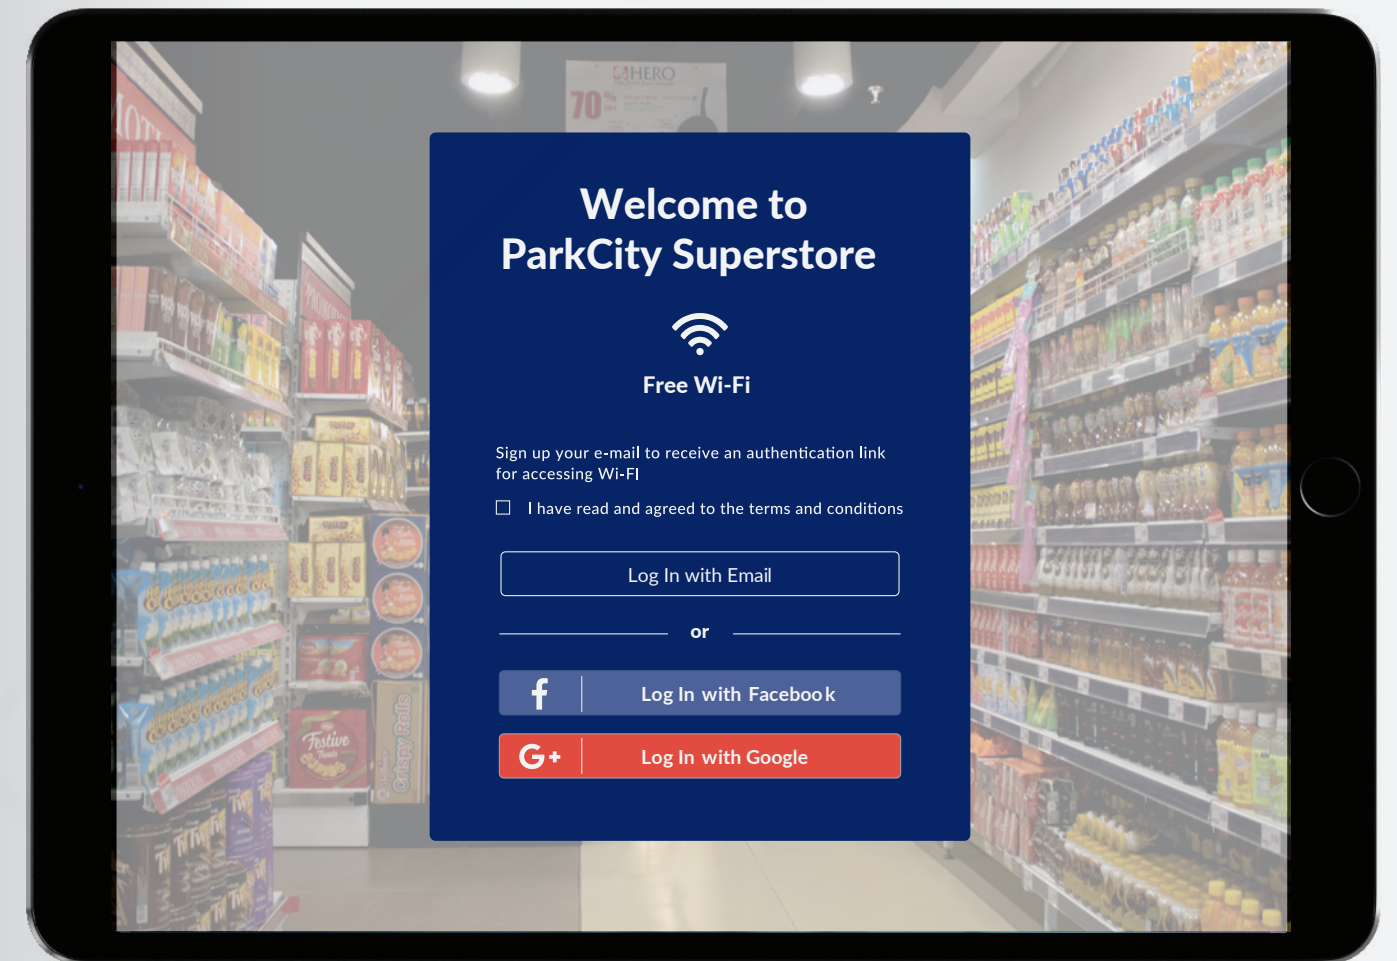 HERO
70%
OFF
Welcome to
ParkCity Superstore
Free Wi-Fi
Sign up your e-mail to receive an authentication link
for accessing Wi-FI
I have read and agreed to the terms and conditions
Log In with Email
or
f
Log In with Facebook
G+
Log In with Google
Festive
Crispy Rolls